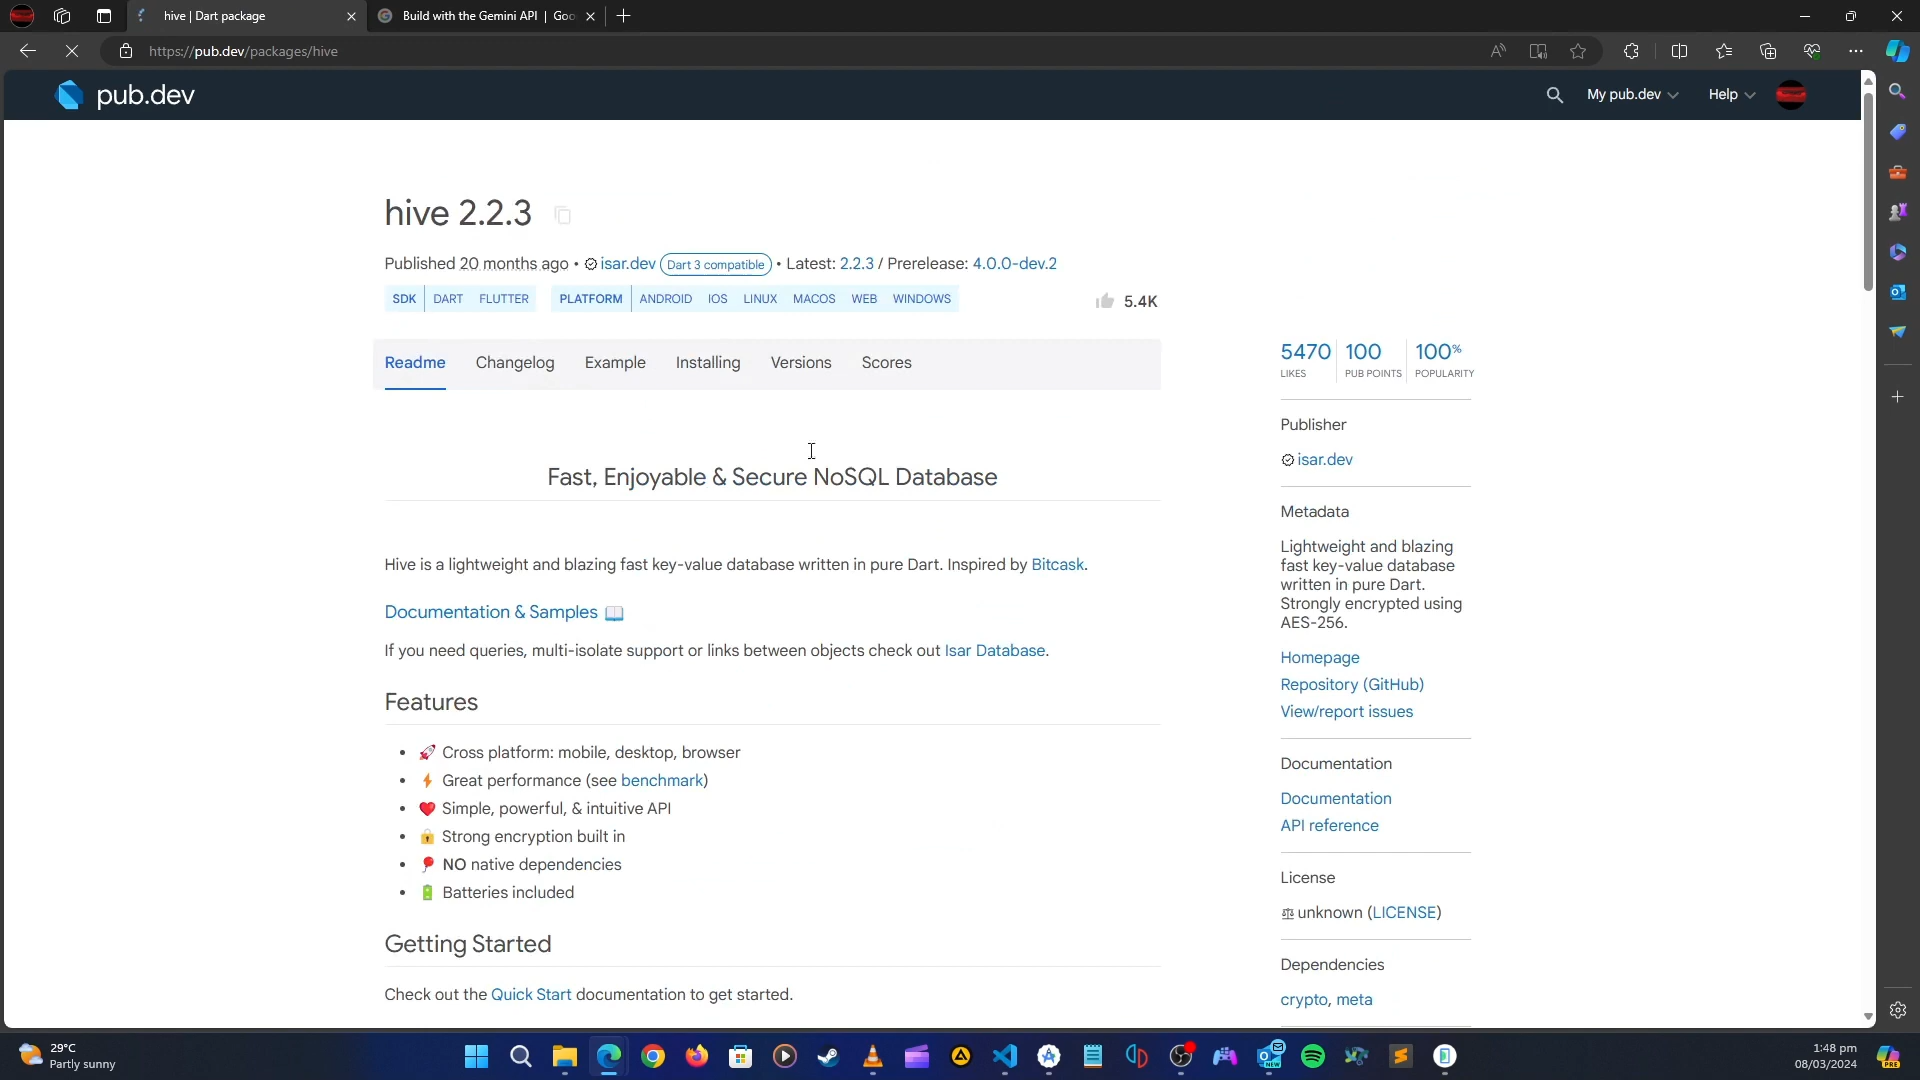 hive | Dart package
Build with the Gemini API | Goo
https://pub.dev/packages/hive
pub.dev
My pub.dev
Help
hive 2.2.3
Published 20 months ago • isar.dev Dart 3 compatible • Latest: 2.2.3 / Prerelease: 4.0.0-dev.2
SDK DART FLUTTER PLATFORM ANDROID IOS LINUX MACOS WEB WINDOWS
5.4K
Readme Changelog Example Installing Versions Scores
Fast, Enjoyable & Secure NoSQL Database
Hive is a lightweight and blazing fast key-value database written in pure Dart. Inspired by Bitcask.
Documentation & Samples 📖
If you need queries, multi-isolate support or links between objects check out Isar Database.
Features
• 🚀 Cross platform: mobile, desktop, browser
• ⚡ Great performance (see benchmark)
• ❤️ Simple, powerful, & intuitive API
• 🔒 Strong encryption built in
• 🎈 NO native dependencies
• 🔋 Batteries included
Getting Started
Check out the Quick Start documentation to get started.
5470 100 100%
LIKES PUB POINTS POPULARITY
Publisher
isar.dev
Metadata
Lightweight and blazing
fast key-value database
written in pure Dart.
Strongly encrypted using
AES-256.
Homepage
Repository (GitHub)
View/report issues
Documentation
Documentation
API reference
License
unknown (LICENSE)
Dependencies
crypto, meta
29°C
Partly sunny
NEW
1:48 pm
08/03/2024
PRE